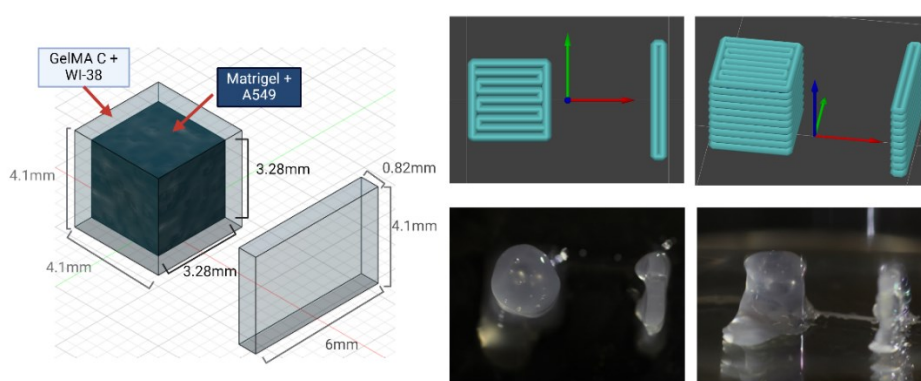 GelMA C +
WI-38
Matrigel +
A549
4.1mm
3.28mm
4.1mm
3.28mm
0.82mm
4.1mm
6mm